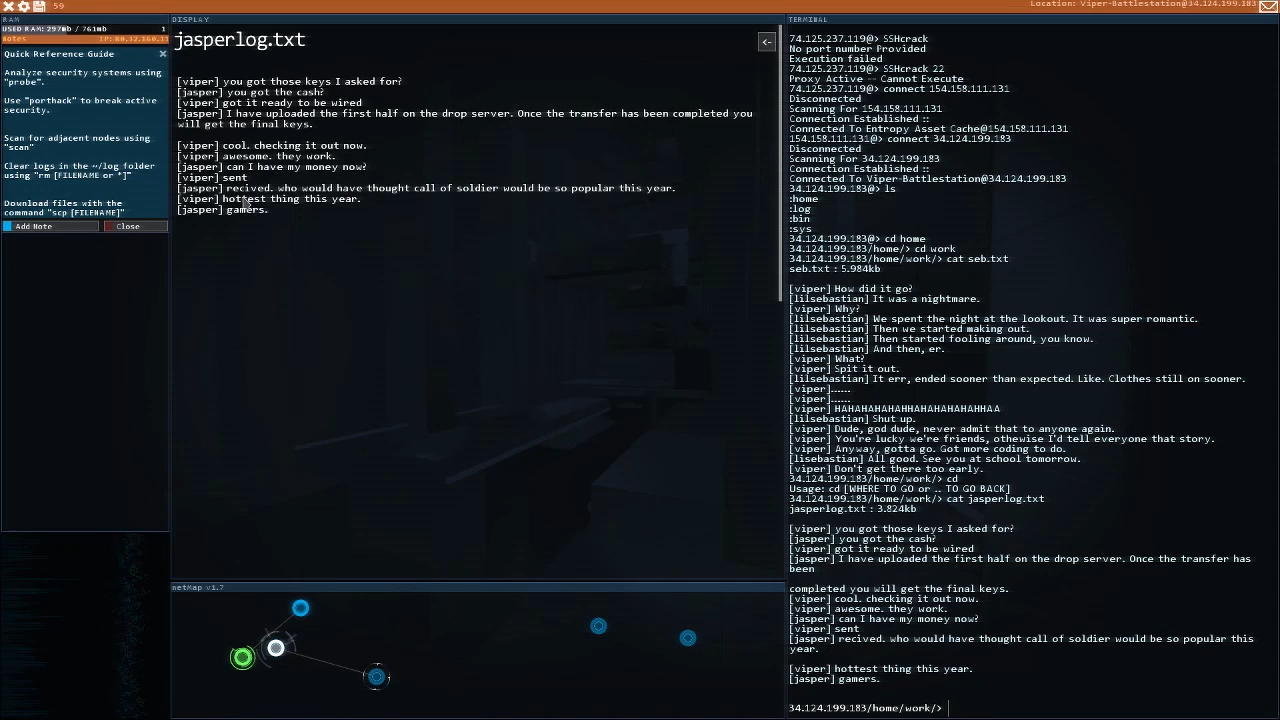 59
Location: Viper-Battlestation@34.124.199.183
RAM
USED RAM: 297mb / 761mb
1
notes
Quick Reference Guide
Analyze security systems using
"probe".
Use "porthack" to break active
security.
Scan for adjacent nodes using
"scan"
Clear logs in the ~/log folder
using "rm [FILENAME or *]"
Download files with the
command "scp [FILENAME]"
Add Note
Close
DISPLAY
jasperlog.txt
<-
[viper] you got those keys I asked for?
[jasper] you got the cash?
[viper] got it ready to be wired
[jasper] I have uploaded the first half on the drop server. Once the transfer has been completed you
will get the final keys.
[viper] cool. checking it out now.
[viper] awesome. they work.
[jasper] can I have my money now?
[viper] sent
[jasper] recived. who would have thought call of soldier would be so popular this year.
[viper] hottest thing this year.
[jasper] gamers.
netMap v1.7
TERMINAL
74.125.237.119@> SSHcrack
No port number Provided
Execution failed
74.125.237.119@> SSHcrack 22
Proxy Active -- Cannot Execute
74.125.237.119@> connect 154.158.111.131
Disconnected
Scanning For 154.158.111.131
Connection Established ::
Connected To Entropy Asset Cache@154.158.111.131
154.158.111.131@> connect 34.124.199.183
Disconnected
Scanning For 34.124.199.183
Connection Established ::
Connected To Viper-Battlestation@34.124.199.183
34.124.199.183@> ls
:home
:log
:bin
:sys
34.124.199.183@> cd home
34.124.199.183/home/> cd work
34.124.199.183/home/work/> cat seb.txt
seb.txt : 5.984kb
[viper] How did it go?
[lilsebastian] It was a nightmare.
[viper] Why?
[lilsebastian] We spent the night at the lookout. It was super romantic.
[lilsebastian] Then we started making out.
[lilsebastian] Then started fooling around, you know.
[lilsebastian] And then, er.
[viper] What?
[viper] Spit it out.
[lilsebastian] It err, ended sooner than expected. Like. Clothes still on sooner.
[viper]......
[viper]......
[viper] HAHAHAHAHAHHAHAHAHAHAHHAA
[lilsebastian] Shut up.
[viper] Dude, god dude, never admit that to anyone again.
[viper] You're lucky we're friends, othewise I'd tell everyone that story.
[viper] Anyway, gotta go. Got more coding to do.
[lisebastian] All good. See you at school tomorrow.
[viper] Don't get there too early.
34.124.199.183/home/work/> cd
Usage: cd [WHERE TO GO or .. TO GO BACK]
34.124.199.183/home/work/> cat jasperlog.txt
jasperlog.txt : 3.824kb
[viper] you got those keys I asked for?
[jasper] you got the cash?
[viper] got it ready to be wired
[jasper] I have uploaded the first half on the drop server. Once the transfer has
been
completed you will get the final keys.
[viper] cool. checking it out now.
[viper] awesome. they work.
[jasper] can I have my money now?
[viper] sent
[jasper] recived. who would have thought call of soldier would be so popular this
year.
[viper] hottest thing this year.
[jasper] gamers.
34.124.199.183/home/work/>